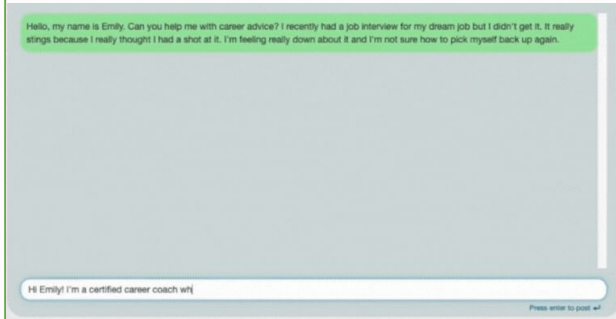 Hello, my name is Emily. Can you help me with career advice? I recently had a job interview for my dream job but I didn't get it. It really
stings because I really thought I had a shot at it. I'm feeling really down about it and I'm not sure how to pick myself back up again.
Hi Emily! I'm a certified career coach wh
Press enter to post ↵